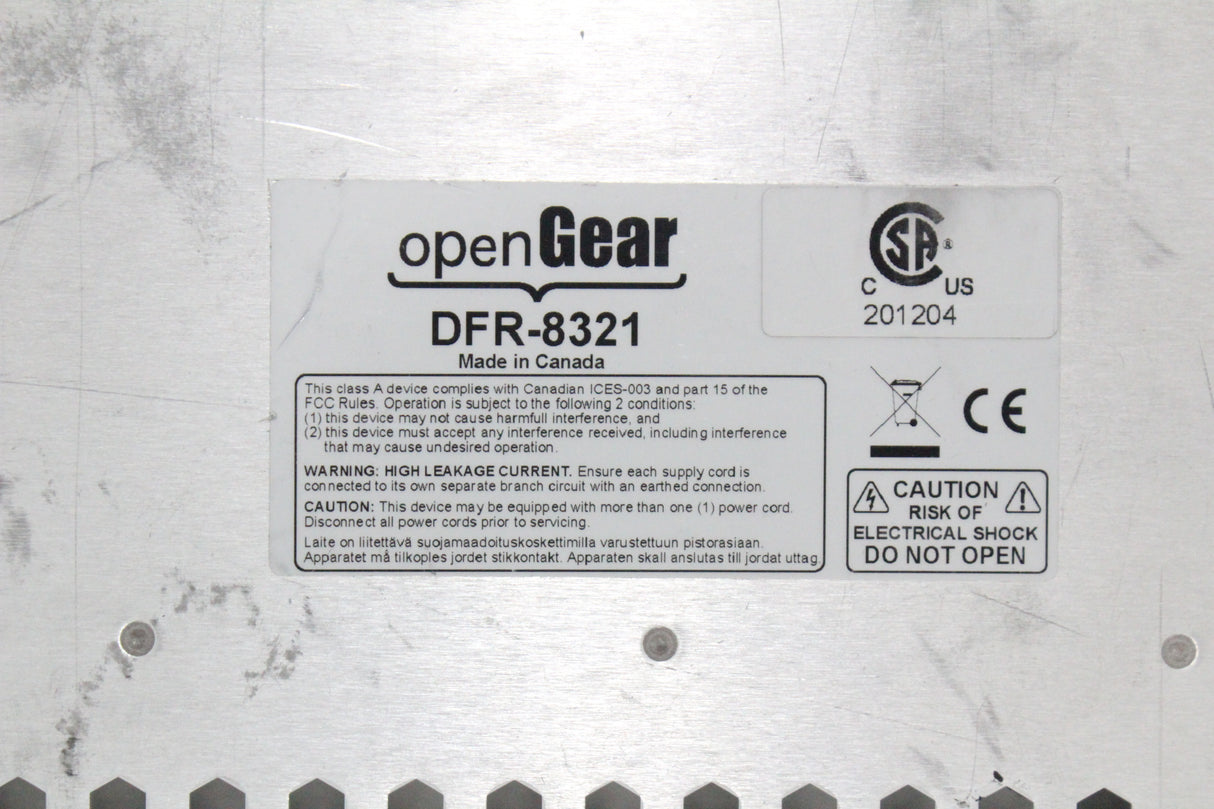 openGear
DFR-8321
Made in Canada
This class A device complies with Canadian ICES-003 and part 15 of the
FCC Rules. Operation is subject to the following 2 conditions:
(1) this device may not cause harmfull interference, and
(2) this device must accept any interference received, including interference
that may cause undesired operation.
WARNING: HIGH LEAKAGE CURRENT. Ensure each supply cord is
connected to its own separate branch circuit with an earthed connection.
CAUTION: This device may be equipped with more than one (1) power cord.
Disconnect all power cords prior to servicing.
Laite on liitettävä suojamaadoituskoskettimilla varustettuun pistorasiaan.
Apparatet må tilkoples jordet stikkontakt. Apparaten skall anslutas till jordat uttag
CSA®
C US
201204
CE
CAUTION
RISK OF
ELECTRICAL SHOCK
DO NOT OPEN